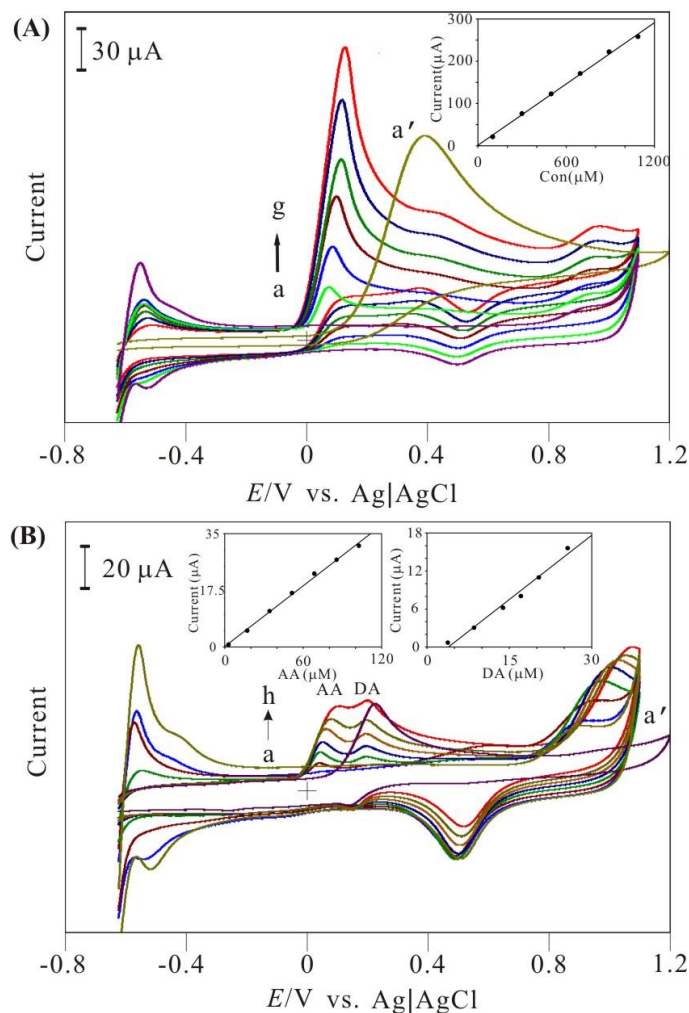 (A)
30 μA
Current
a′
g
a
300
200
100
0
Current(μA)
0
600
1200
Con(μM)
-0.8
-0.4
0
0.4
0.8
1.2
E/V vs. Ag|AgCl
(B)
20 μA
Current
35
17.5
0
Current (μA)
0
60
120
AA (μM)
18
12
6
0
Current (μA)
0
15
30
DA (μM)
AA
DA
h
a
a′
-0.8
-0.4
0
0.4
0.8
1.2
E/V vs. Ag|AgCl